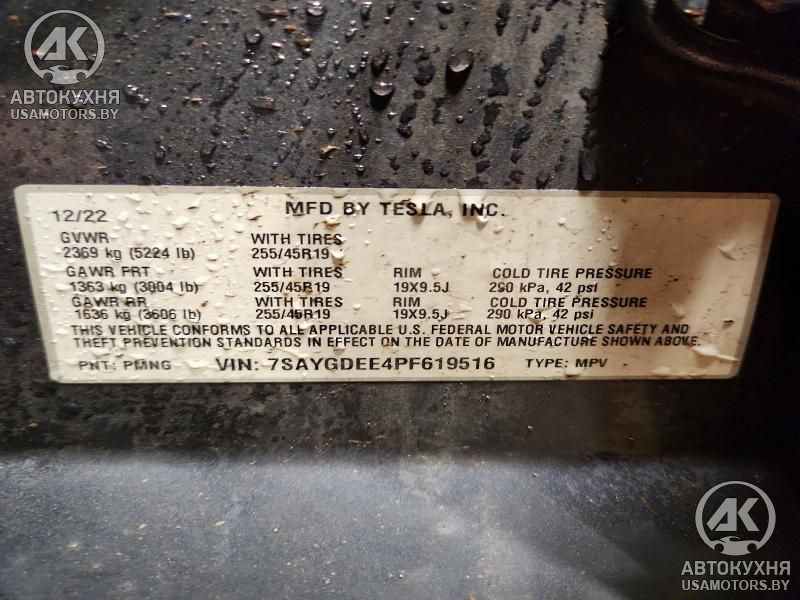 AK
АВТОКУХНЯ
USAMOTORS.BY
12/22 MFD BY TESLA, INC.
GVWR WITH TIRES
2369 kg (5224 lb) 255/45R19
GAWR FRT WITH TIRES RIM COLD TIRE PRESSURE
1363 kg (3004 lb) 255/45R19 19X9.5J 290 kPa, 42 psi
GAWR RR WITH TIRES RIM COLD TIRE PRESSURE
1636 kg (3606 lb) 255/45R19 19X9.5J 290 kPa, 42 psi
THIS VEHICLE CONFORMS TO ALL APPLICABLE U.S. FEDERAL MOTOR VEHICLE SAFETY AND
THEFT PREVENTION STANDARDS IN EFFECT ON THE DATE OF MANUFACTURE SHOWN ABOVE.
PNT: PMNG VIN: 7SAYGDEE4PF619516 TYPE: MPV
AK
АВТОКУХНЯ
USAMOTORS.BY